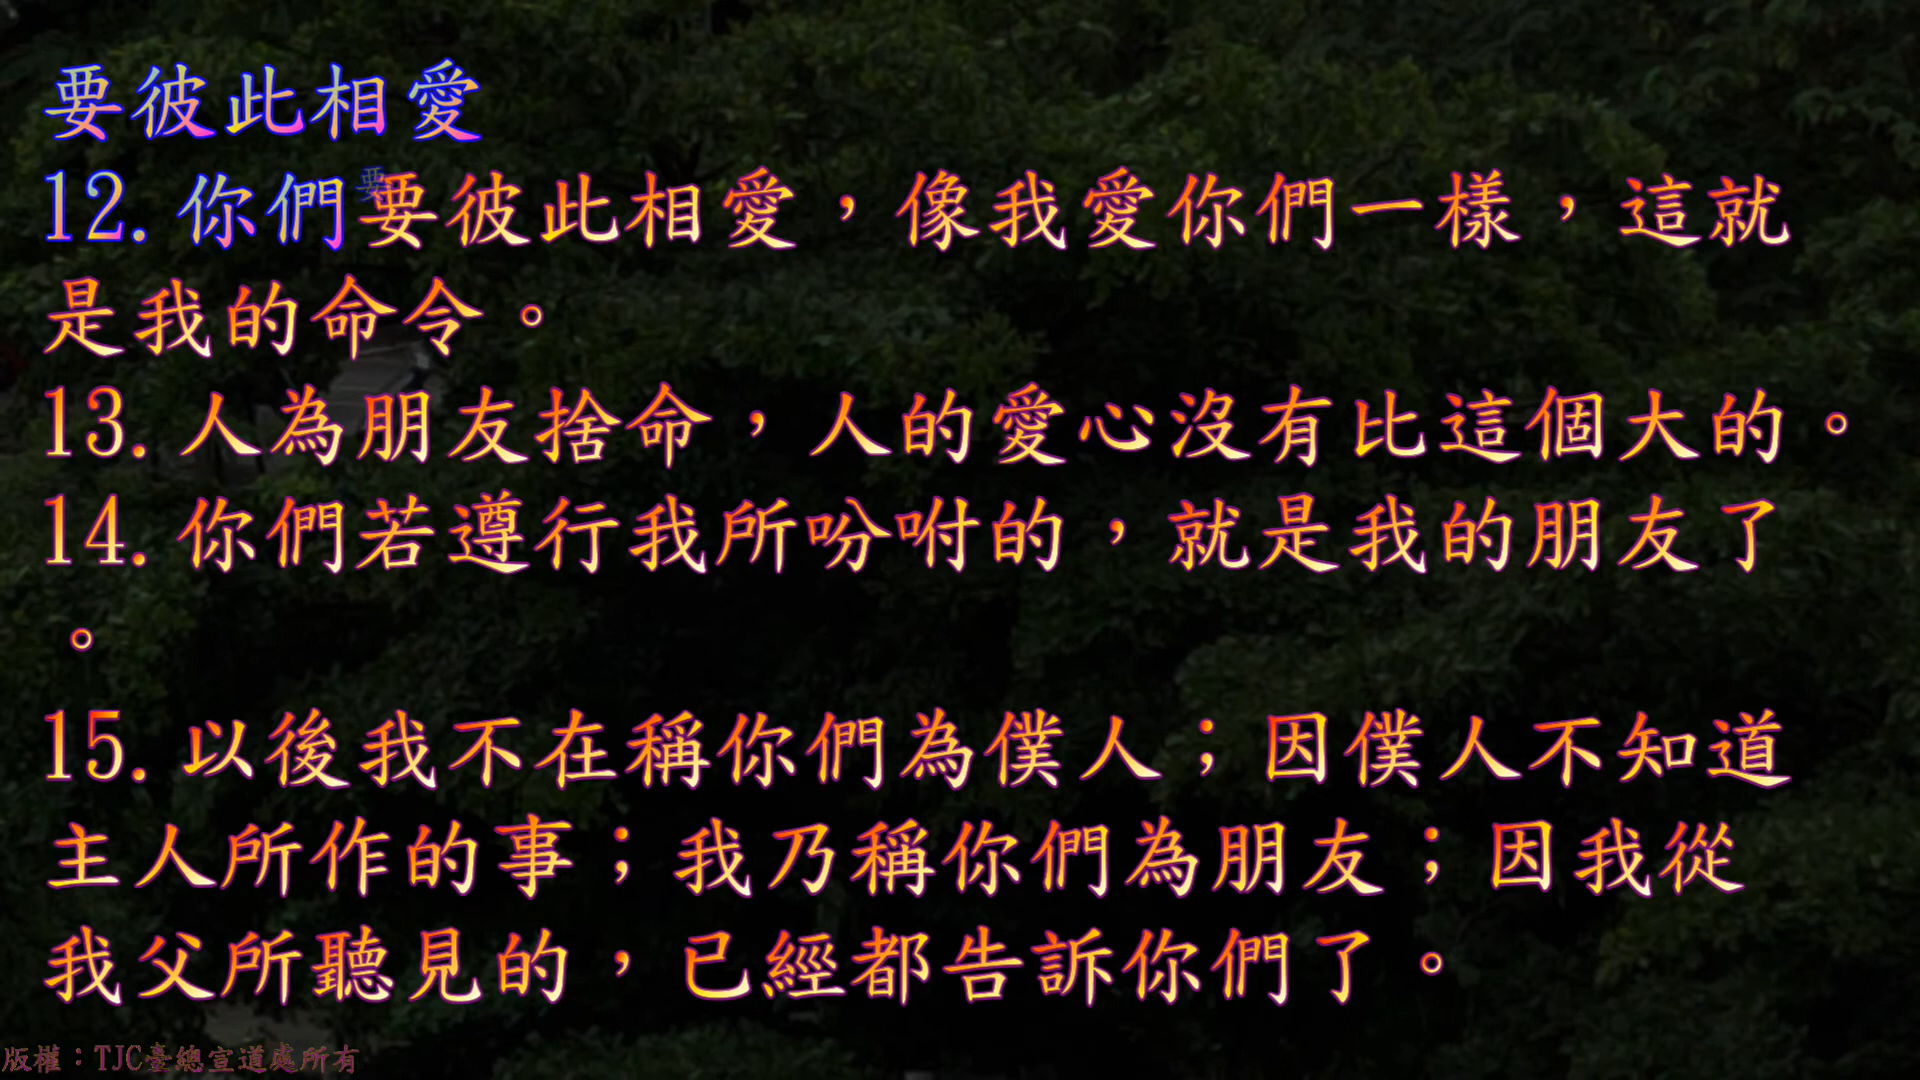 要彼此相愛
12.你們要彼此相愛，像我愛你們一樣，這就
是我的命令。
13.人為朋友捨命，人的愛心沒有比這個大的。
14.你們若遵行我所吩咐的，就是我的朋友了
。
15.以後我不在稱你們為僕人；因僕人不知道
主人所作的事；我乃稱你們為朋友；因我從
我父所聽見的，已經都告訴你們了。
版權：TJC臺總宣道處所有